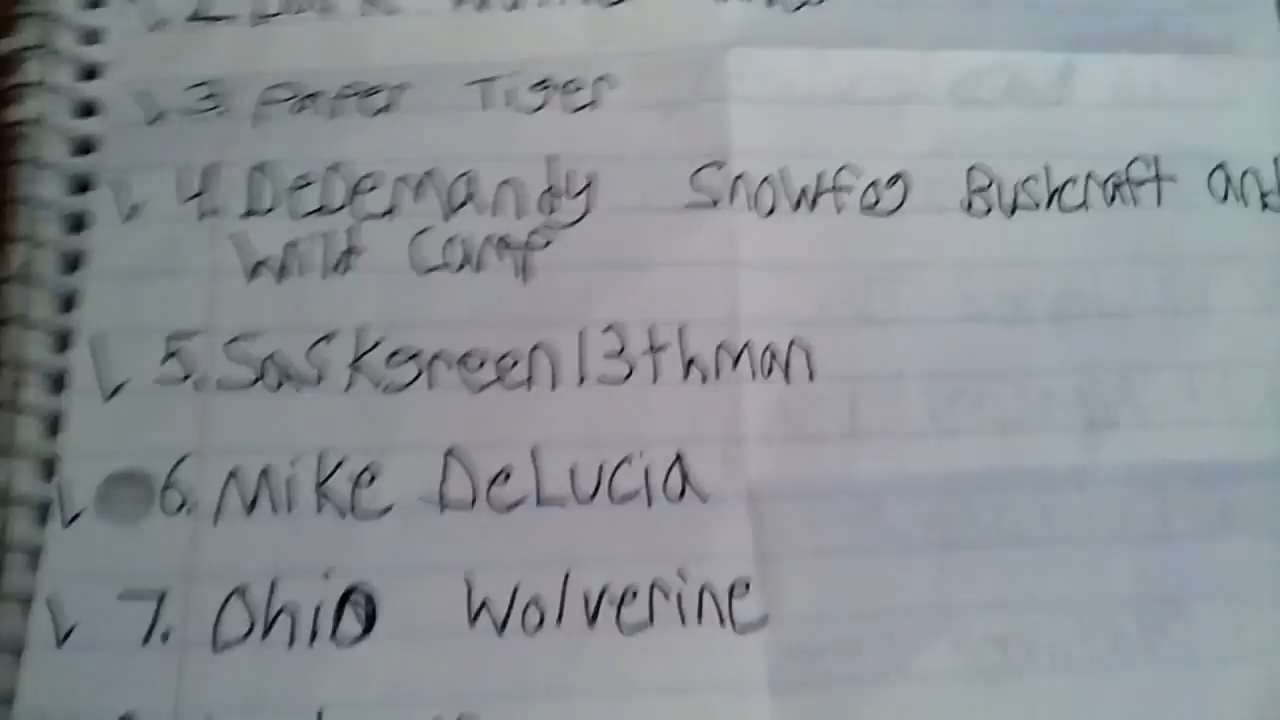 3. Paper Tiger
4. DeDemandy Snowfog Bushcraft and
Wild Camp
5. Saskgreen13thman
6. Mike DeLucia
7. Ohio Wolverine